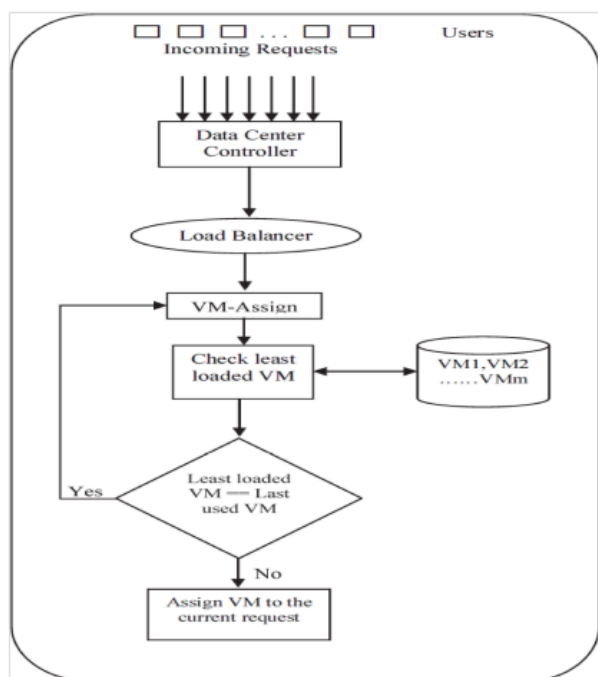 ... Users
Incoming Requests
Data Center
Controller
Load Balancer
VM-Assign
Check least
loaded VM
VM1,VM2
......VMm
Least loaded
VM == Last
used VM
Yes
No
Assign VM to the
current request